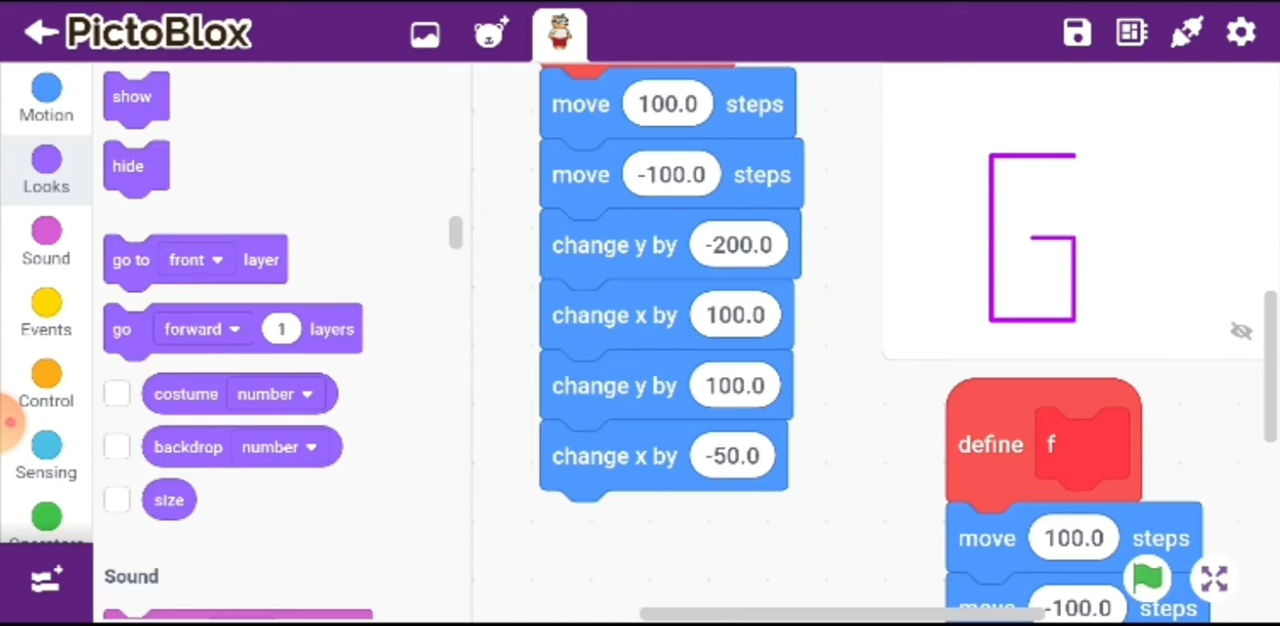 PictoBlox
Motion
Looks
Sound
Events
Control
Sensing
show
hide
go to front layer
go forward 1 layers
costume number
backdrop number
size
Sound
move 100.0 steps
move -100.0 steps
change y by -200.0
change x by 100.0
change y by 100.0
change x by -50.0
G
define f
move 100.0 steps
move -100.0 steps